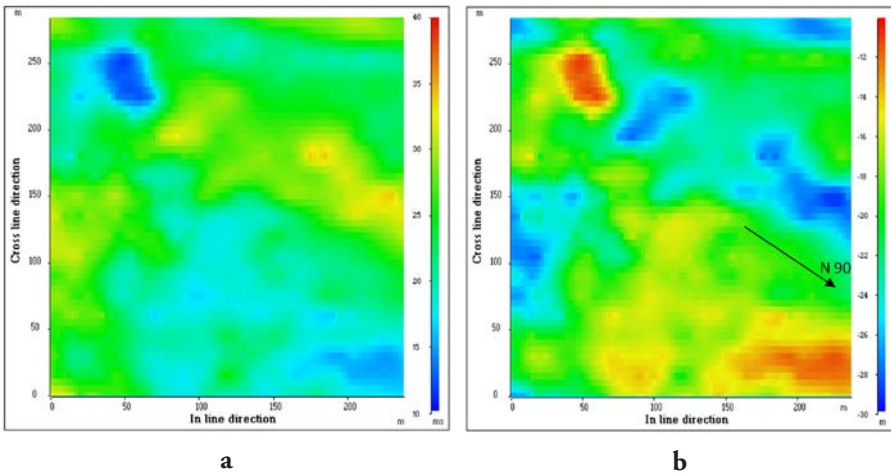 m
250
200
150
100
50
0
Cross line direction
0 50 100 150 200
In line direction
m
40
35
30
25
20
15
10
ms
a
m
250
200
150
100
50
0
Cross line direction
0 50 100 150 200
In line direction
m
N 90
-12
-14
-16
-18
-20
-22
-24
-26
-28
-30
m
b